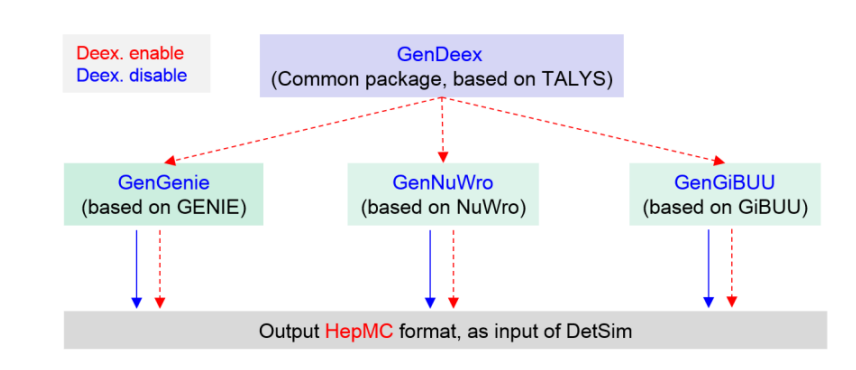 Deex. enable
Deex. disable
GenDeex
(Common package, based on TALYS)
GenGenie
(based on GENIE)
GenNuWro
(based on NuWro)
GenGiBUU
(based on GiBUU)
Output HepMC format, as input of DetSim